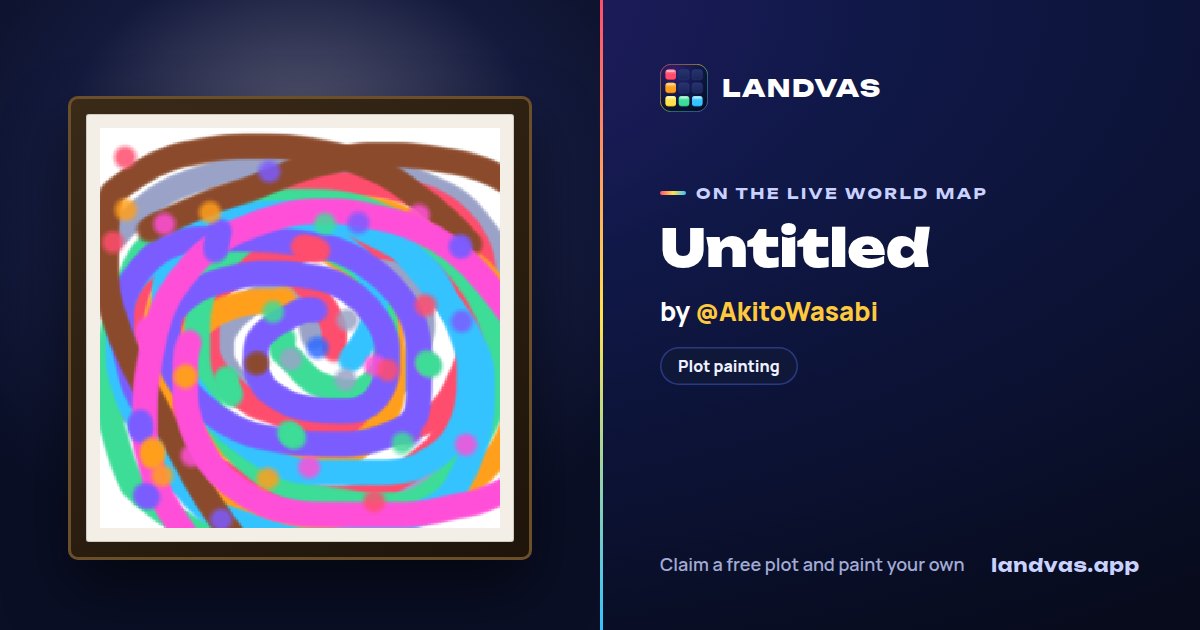 LANDVAS
ON THE LIVE WORLD MAP
Untitled
by @AkitoWasabi
Plot painting
Claim a free plot and paint your own landvas.app